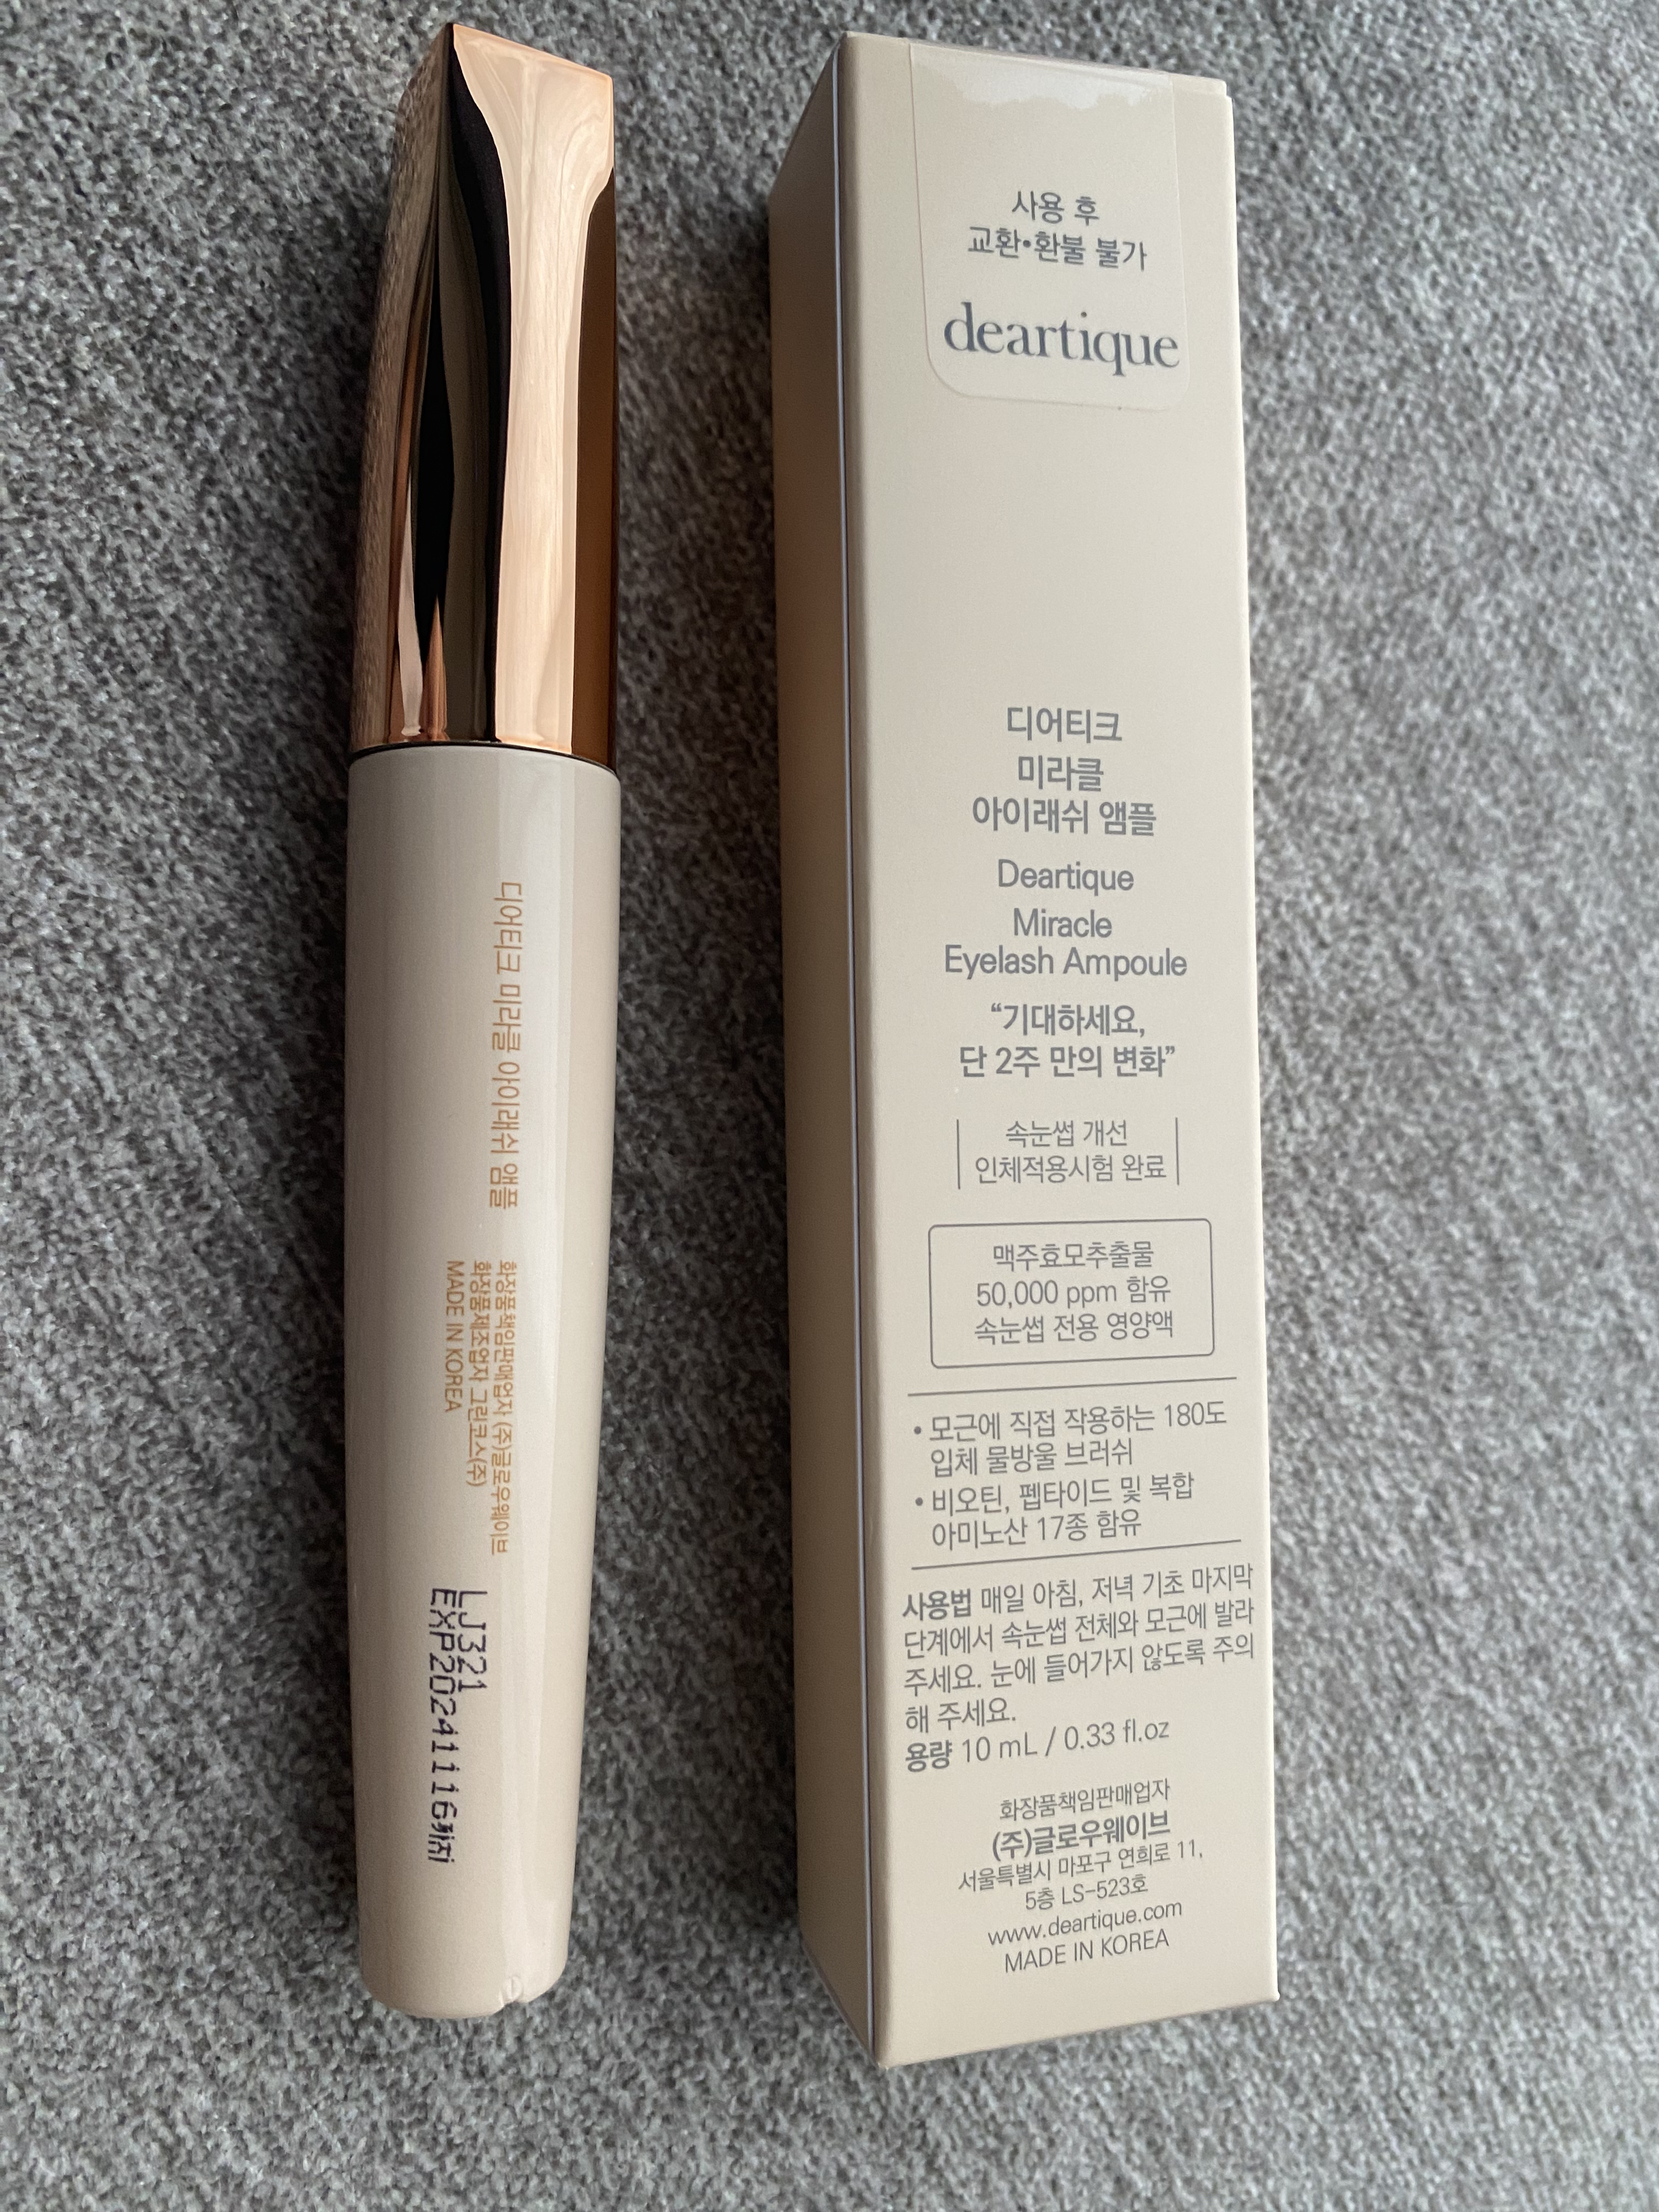 디어티크 미라클 아이래쉬 앰플
화장품책임판매업자 (주)글로우웨이브
화장품제조업자 그린코스(주)
MADE IN KOREA
LJ321
EXP20241116까지
사용 후
교환•환불 불가
deartique
디어티크
미라클
아이래쉬 앰플
Deartique
Miracle
Eyelash Ampoule
“기대하세요,
단 2주 만의 변화”
속눈썹 개선
인체적용시험 완료
맥주효모추출물
50,000 ppm 함유
속눈썹 전용 영양액
• 모근에 직접 작용하는 180도
입체 물방울 브러쉬
• 비오틴, 펩타이드 및 복합
아미노산 17종 함유
사용법 매일 아침, 저녁 기초 마지막
단계에서 속눈썹 전체와 모근에 발라
주세요. 눈에 들어가지 않도록 주의
해 주세요.
용량 10 mL / 0.33 fl.oz
화장품책임판매업자
(주)글로우웨이브
서울특별시 마포구 연희로 11,
5층 LS-523호
www.deartique.com
MADE IN KOREA